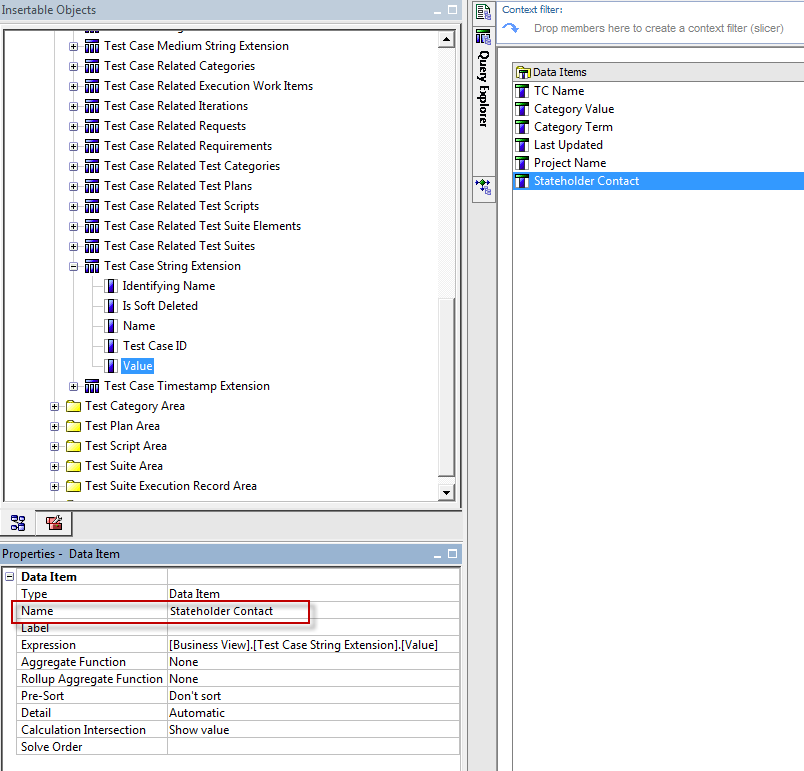 Insertable Objects
Test Case Medium String Extension
Test Case Related Categories
Test Case Related Execution Work Items
Test Case Related Iterations
Test Case Related Requests
Test Case Related Requirements
Test Case Related Test Categories
Test Case Related Test Plans
Test Case Related Test Scripts
Test Case Related Test Suite Elements
Test Case Related Test Suites
Test Case String Extension
Identifying Name
Is Soft Deleted
Name
Test Case ID
Value
Test Case Timestamp Extension
Test Category Area
Test Plan Area
Test Script Area
Test Suite Area
Test Suite Execution Record Area
Properties - Data Item
Data Item
Type Data Item
Name Stateholder Contact
Label
Expression [Business View].[Test Case String Extension].[Value]
Aggregate Function None
Rollup Aggregate Function None
Pre-Sort Don't sort
Detail Automatic
Calculation Intersection Show value
Solve Order
Query Explorer
Context filter:
Drop members here to create a context filter (slicer)
Data Items
TC Name
Category Value
Category Term
Last Updated
Project Name
Stateholder Contact